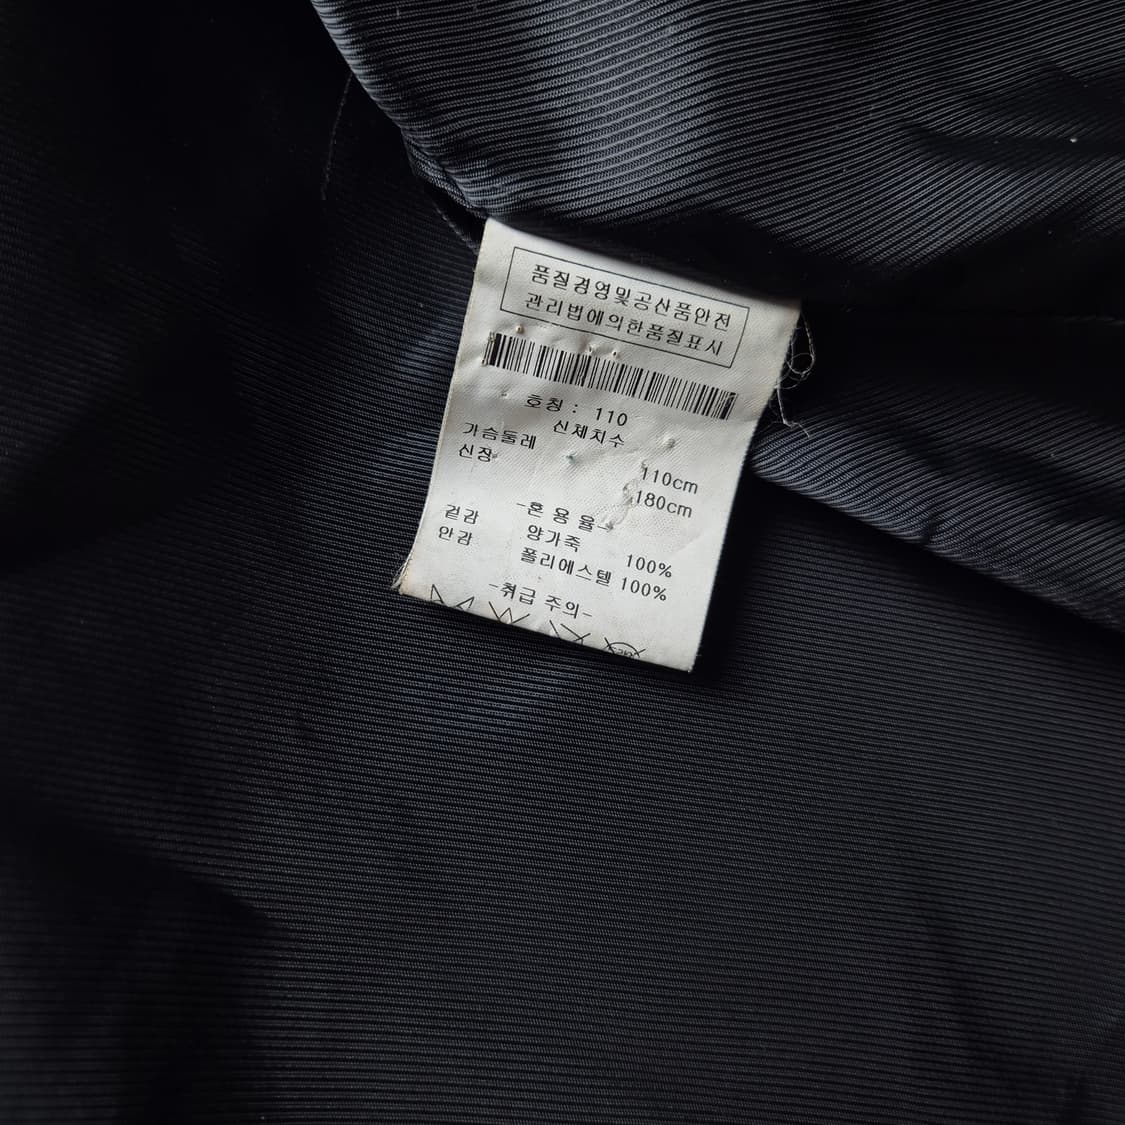 품질경영및공산품안전
관리법에의한품질표시
호칭 : 110
신체치수
가슴둘레 110cm
신장 180cm
-혼용율-
겉감 양가죽 100%
안감 폴리에스텔 100%
-취급 주의-